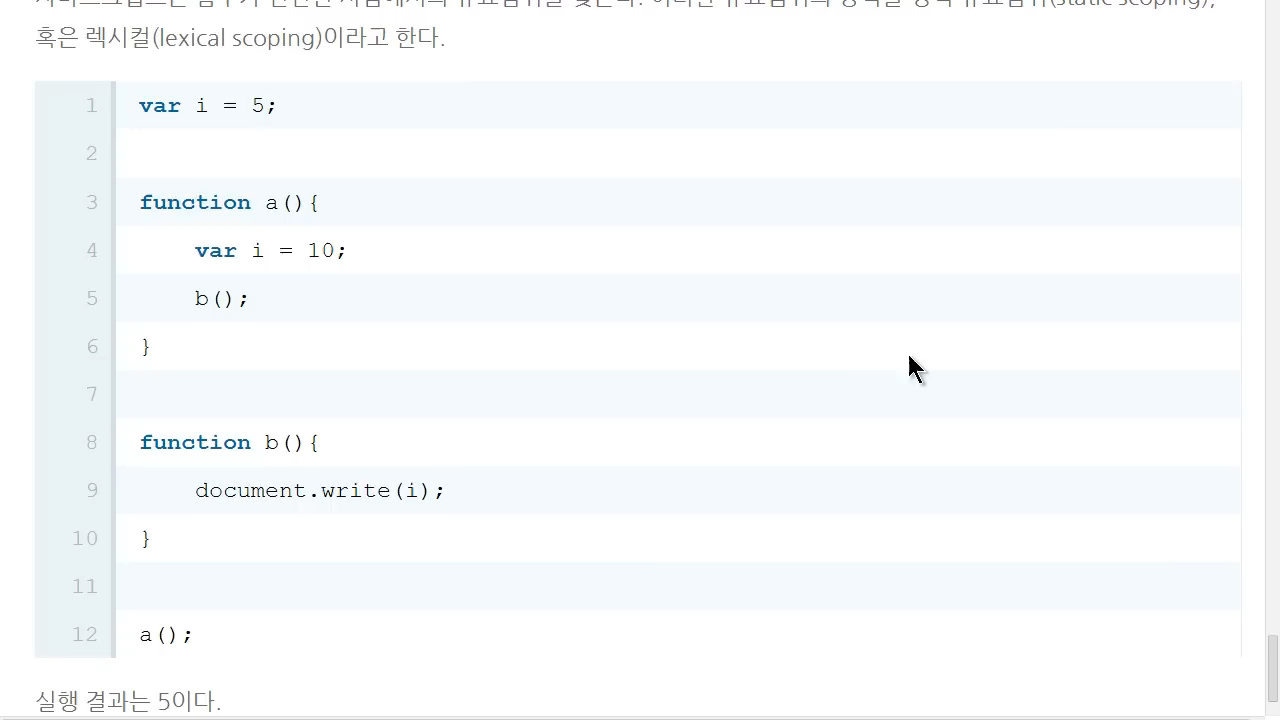 혹은 렉시컬(lexical scoping)이라고 한다.
1 var i = 5;
2
3 function a(){
4 var i = 10;
5 b();
6 }
7
8 function b(){
9 document.write(i);
10 }
11
12 a();
실행 결과는 5이다.